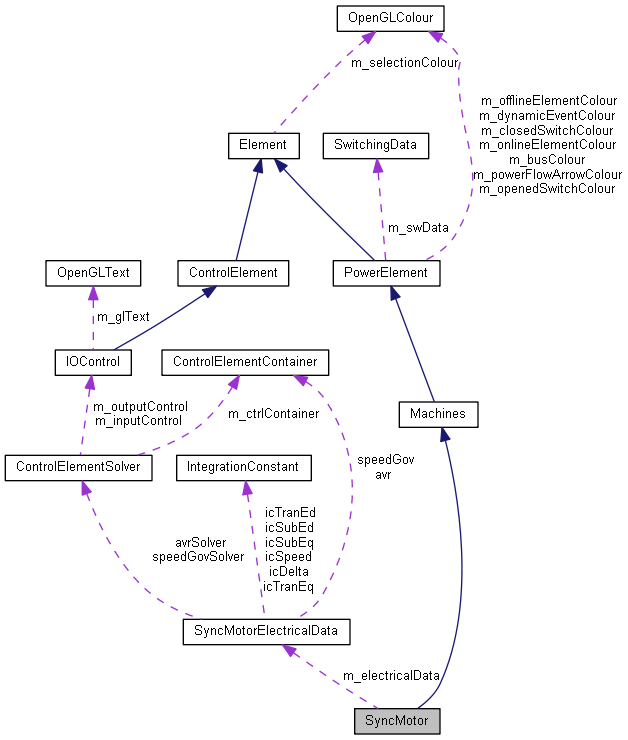 OpenGLColour
m_selectionColour
m_offlineElementColour
m_dynamicEventColour
m_closedSwitchColour
m_onlineElementColour
m_busColour
m_powerFlowArrowColour
m_openedSwitchColour
Element
SwitchingData
m_swData
OpenGLText
ControlElement
PowerElement
m_glText
IOControl
ControlElementContainer
m_outputControl
m_inputControl
m_ctrlContainer
Machines
ControlElementSolver
IntegrationConstant
speedGov
avr
avrSolver
speedGovSolver
icTranEd
icSubEd
icSubEq
icSpeed
icDelta
icTranEq
SyncMotorElectricalData
m_electricalData
SyncMotor